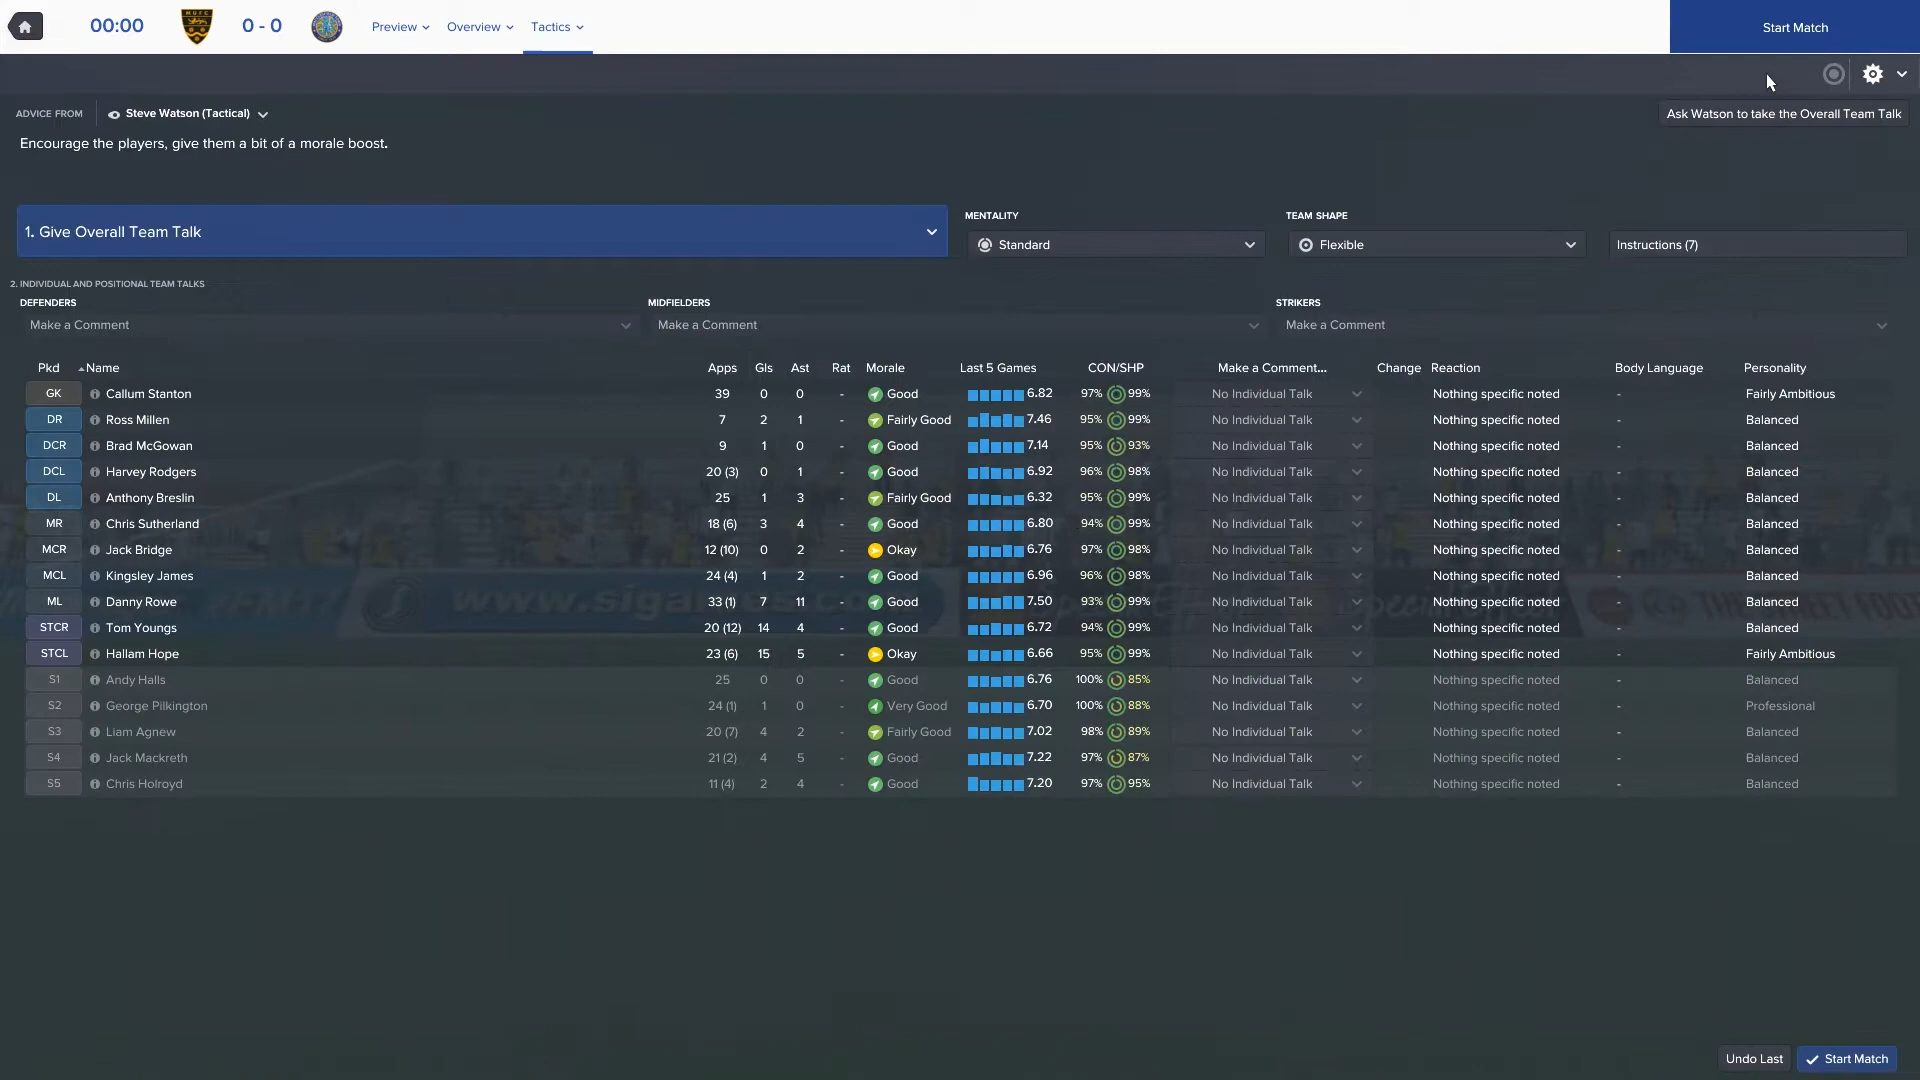 00:00 0 - 0 Preview Overview Tactics Start Match
ADVICE FROM Steve Watson (Tactical) Ask Watson to take the Overall Team Talk
Encourage the players, give them a bit of a morale boost.
MENTALITY TEAM SHAPE
1. Give Overall Team Talk Standard Flexible Instructions (7)
2. INDIVIDUAL AND POSITIONAL TEAM TALKS
DEFENDERS MIDFIELDERS STRIKERS
Make a Comment Make a Comment Make a Comment
Pkd Name Apps Gls Ast Rat Morale Last 5 Games CON/SHP Make a Comment... Change Reaction Body Language Personality
GK Callum Stanton 39 0 0 - Good 6.82 97% 99% No Individual Talk Nothing specific noted - Fairly Ambitious
DR Ross Millen 7 2 1 - Fairly Good 7.46 95% 99% No Individual Talk Nothing specific noted - Balanced
DCR Brad McGowan 9 1 0 - Good 7.14 95% 93% No Individual Talk Nothing specific noted - Balanced
DCL Harvey Rodgers 20 (3) 0 1 - Good 6.92 96% 98% No Individual Talk Nothing specific noted - Balanced
DL Anthony Breslin 25 1 3 - Fairly Good 6.32 95% 99% No Individual Talk Nothing specific noted - Balanced
MR Chris Sutherland 18 (6) 3 4 - Good 6.80 94% 99% No Individual Talk Nothing specific noted - Balanced
MCR Jack Bridge 12 (10) 0 2 - Okay 6.76 97% 98% No Individual Talk Nothing specific noted - Balanced
MCL Kingsley James 24 (4) 1 2 - Good 6.96 96% 98% No Individual Talk Nothing specific noted - Balanced
ML Danny Rowe 33 (1) 7 11 - Good 7.50 93% 99% No Individual Talk Nothing specific noted - Balanced
STCR Tom Youngs 20 (12) 14 4 - Good 6.72 94% 99% No Individual Talk Nothing specific noted - Balanced
STCL Hallam Hope 23 (6) 15 5 - Okay 6.66 95% 99% No Individual Talk Nothing specific noted - Fairly Ambitious
S1 Andy Halls 25 0 0 - Good 6.76 100% 85% No Individual Talk Nothing specific noted - Balanced
S2 George Pilkington 24 (1) 1 0 - Very Good 6.70 100% 88% No Individual Talk Nothing specific noted - Professional
S3 Liam Agnew 20 (7) 4 2 - Fairly Good 7.02 98% 89% No Individual Talk Nothing specific noted - Balanced
S4 Jack Mackreth 21 (2) 4 5 - Good 7.22 97% 87% No Individual Talk Nothing specific noted - Balanced
S5 Chris Holroyd 11 (4) 2 4 - Good 7.20 97% 95% No Individual Talk Nothing specific noted - Balanced
Undo Last Start Match